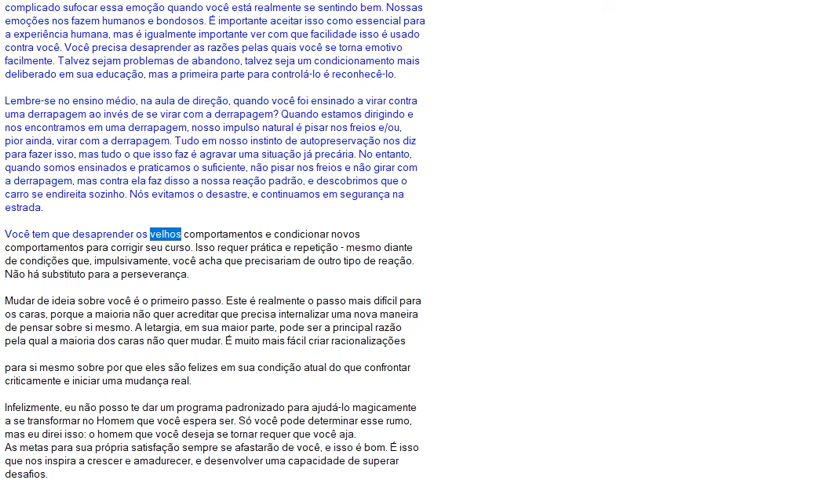 complicado sufocar essa emoção quando você está realmente se sentindo bem. Nossas
emoções nos fazem humanos e bondosos. É importante aceitar isso como essencial para
a experiência humana, mas é igualmente importante ver com que facilidade isso é usado
contra você. Você precisa desaprender as razões pelas quais você se torna emotivo
facilmente. Talvez sejam problemas de abandono, talvez seja um condicionamento mais
deliberado em sua educação, mas a primeira parte para controlá-lo é reconhecê-lo.
Lembre-se no ensino médio, na aula de direção, quando você foi ensinado a virar contra
uma derrapagem ao invés de se virar com a derrapagem? Quando estamos dirigindo e
nos encontramos em uma derrapagem, nosso impulso natural é pisar nos freios e/ou,
pior ainda, virar com a derrapagem. Tudo em nosso instinto de autopreservação nos diz
para fazer isso, mas tudo o que isso faz é agravar uma situação já precária. No entanto,
quando somos ensinados e praticamos o suficiente, não pisar nos freios e não girar com
a derrapagem, mas contra ela faz disso a nossa reação padrão, e descobrimos que o
carro se endireita sozinho. Nós evitamos o desastre, e continuamos em segurança na
estrada.
Você tem que desaprender os velhos comportamentos e condicionar novos
comportamentos para corrigir seu curso. Isso requer prática e repetição - mesmo diante
de condições que, impulsivamente, você acha que precisariam de outro tipo de reação.
Não há substituto para a perseverança.
Mudar de ideia sobre você é o primeiro passo. Este é realmente o passo mais difícil para
os caras, porque a maioria não quer acreditar que precisa internalizar uma nova maneira
de pensar sobre si mesmo. A letargia, em sua maior parte, pode ser a principal razão
pela qual a maioria dos caras não quer mudar. É muito mais fácil criar racionalizações
para si mesmo sobre por que eles são felizes em sua condição atual do que confrontar
criticamente e iniciar uma mudança real.
Infelizmente, eu não posso te dar um programa padronizado para ajudá-lo magicamente
a se transformar no Homem que você espera ser. Só você pode determinar esse rumo,
mas eu direi isso: o homem que você deseja se tornar requer que você aja.
As metas para sua própria satisfação sempre se afastarão de você, e isso é bom. É isso
que nos inspira a crescer e amadurecer, e desenvolver uma capacidade de superar
desafios.